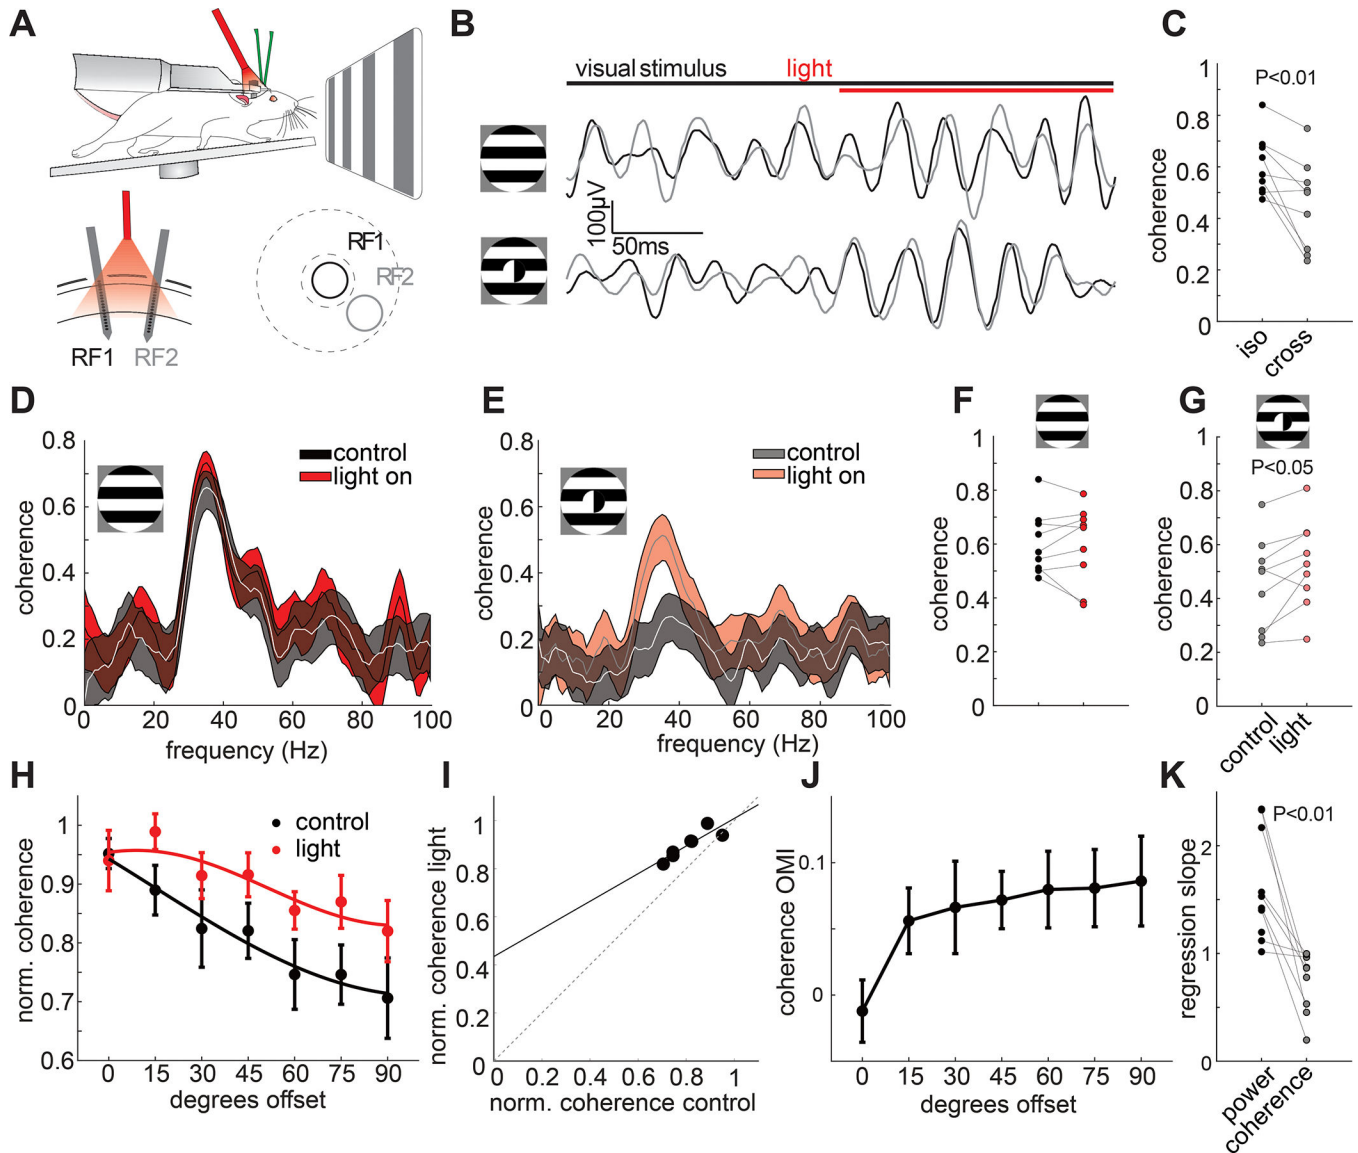 A
RF1
RF2
RF1
RF2
B
visual stimulus
light
100µV
50ms
C
P<0.01
coherence
1
0.8
0.6
0.4
0.2
0
iso
cross
D
coherence
0.8
0.6
0.4
0.2
0
control
light on
0 20 40 60 80 100
frequency (Hz)
E
coherence
0.8
0.6
0.4
0.2
0
control
light on
0 20 40 60 80 100
frequency (Hz)
F
coherence
1
0.8
0.6
0.4
0.2
0
G
P<0.05
coherence
1
0.8
0.6
0.4
0.2
0
control
light
H
norm. coherence
1
0.9
0.8
0.7
0.6
control
light
0 15 30 45 60 75 90
degrees offset
I
norm. coherence light
1
0.8
0.6
0.4
0.2
0
0 0.2 0.4 0.6 0.8 1
norm. coherence control
J
coherence OMI
0.1
0
0 15 30 45 60 75 90
degrees offset
K
P<0.01
regression slope
2
1
0
power
coherence